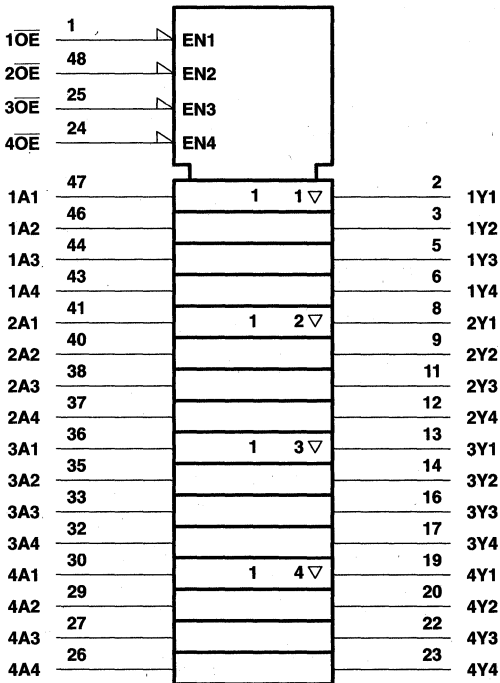 1O̅E̅ 1 EN1
2O̅E̅ 48 EN2
3O̅E̅ 25 EN3
4O̅E̅ 24 EN4
1A1 47 1 1 ▽ 2 1Y1
1A2 46 3 1Y2
1A3 44 5 1Y3
1A4 43 6 1Y4
2A1 41 1 2 ▽ 8 2Y1
2A2 40 9 2Y2
2A3 38 11 2Y3
2A4 37 12 2Y4
3A1 36 1 3 ▽ 13 3Y1
3A2 35 14 3Y2
3A3 33 16 3Y3
3A4 32 17 3Y4
4A1 30 1 4 ▽ 19 4Y1
4A2 29 20 4Y2
4A3 27 22 4Y3
4A4 26 23 4Y4